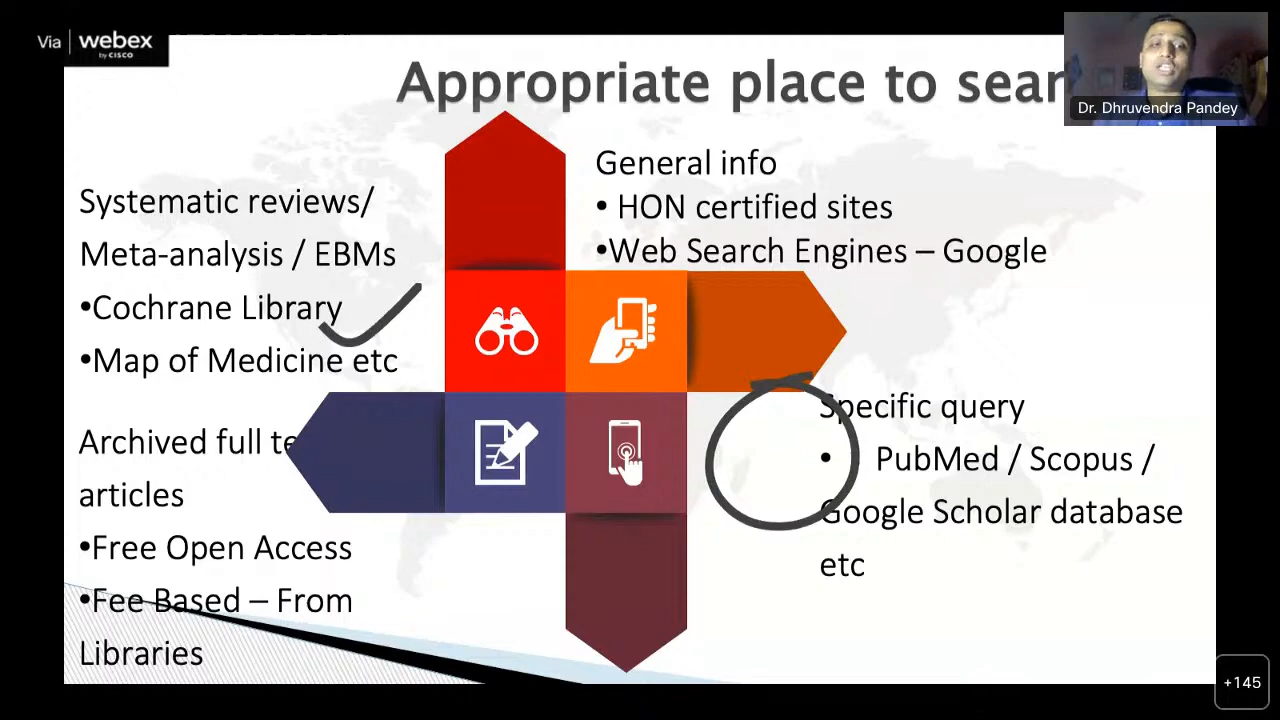 Via webex
by CISCO
Appropriate place to sear
Dr. Dhruvendra Pandey
General info
• HON certified sites
•Web Search Engines – Google
Systematic reviews/
Meta-analysis / EBMs
•Cochrane Library
•Map of Medicine etc
Specific query
• PubMed / Scopus /
Google Scholar database
etc
Archived full te
articles
•Free Open Access
•Fee Based – From
Libraries
+145